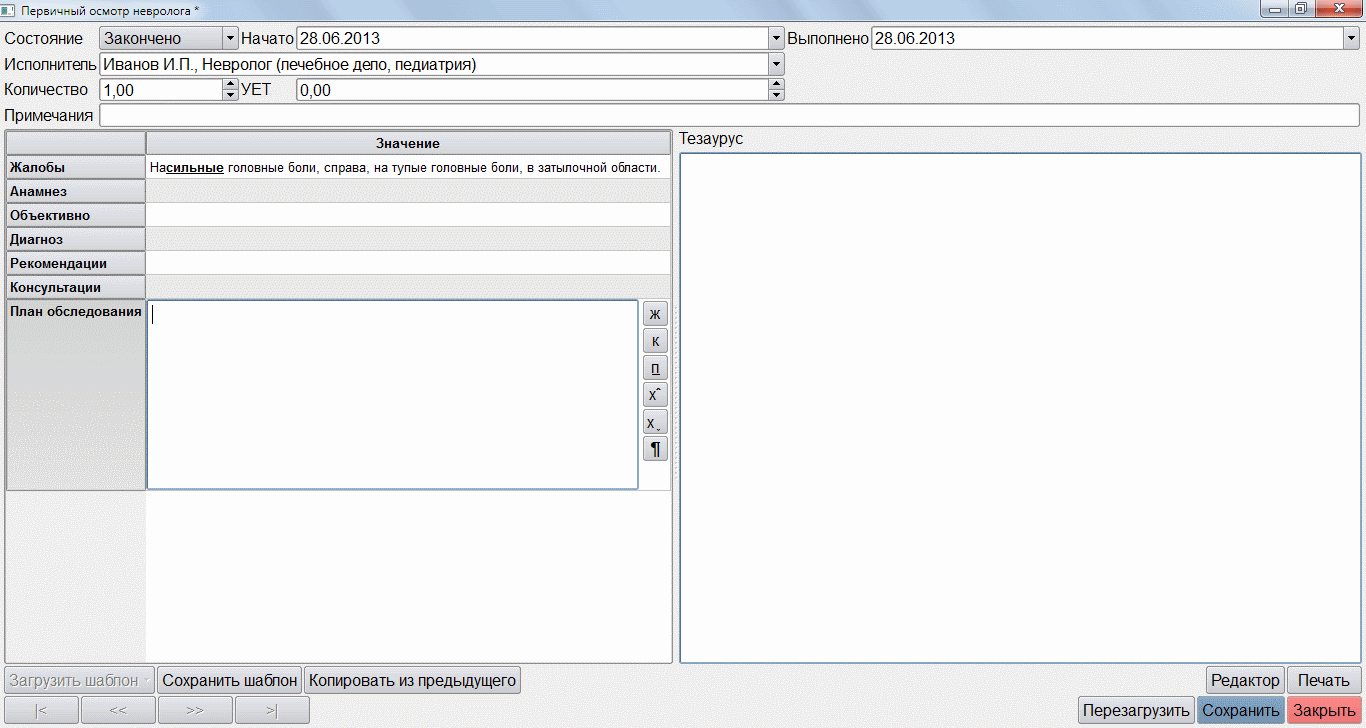 Первичный осмотр невролога *
Состояние Закончено Начато 28.06.2013 Выполнено 28.06.2013
Исполнитель Иванов И.П., Невролог (лечебное дело, педиатрия)
Количество 1,00 УЕТ 0,00
Примечания
Тезаурус
Значение
Жалобы Насильные головные боли, справа, на тупые головные боли, в затылочной области.
Анамнез
Объективно
Диагноз
Рекомендации
Консультации
План обследования
Ж
К
П
X^
Xˬ
¶
Загрузить шаблон Сохранить шаблон Копировать из предыдущего Редактор Печать
|< << >> >| Перезагрузить Сохранить Закрыть